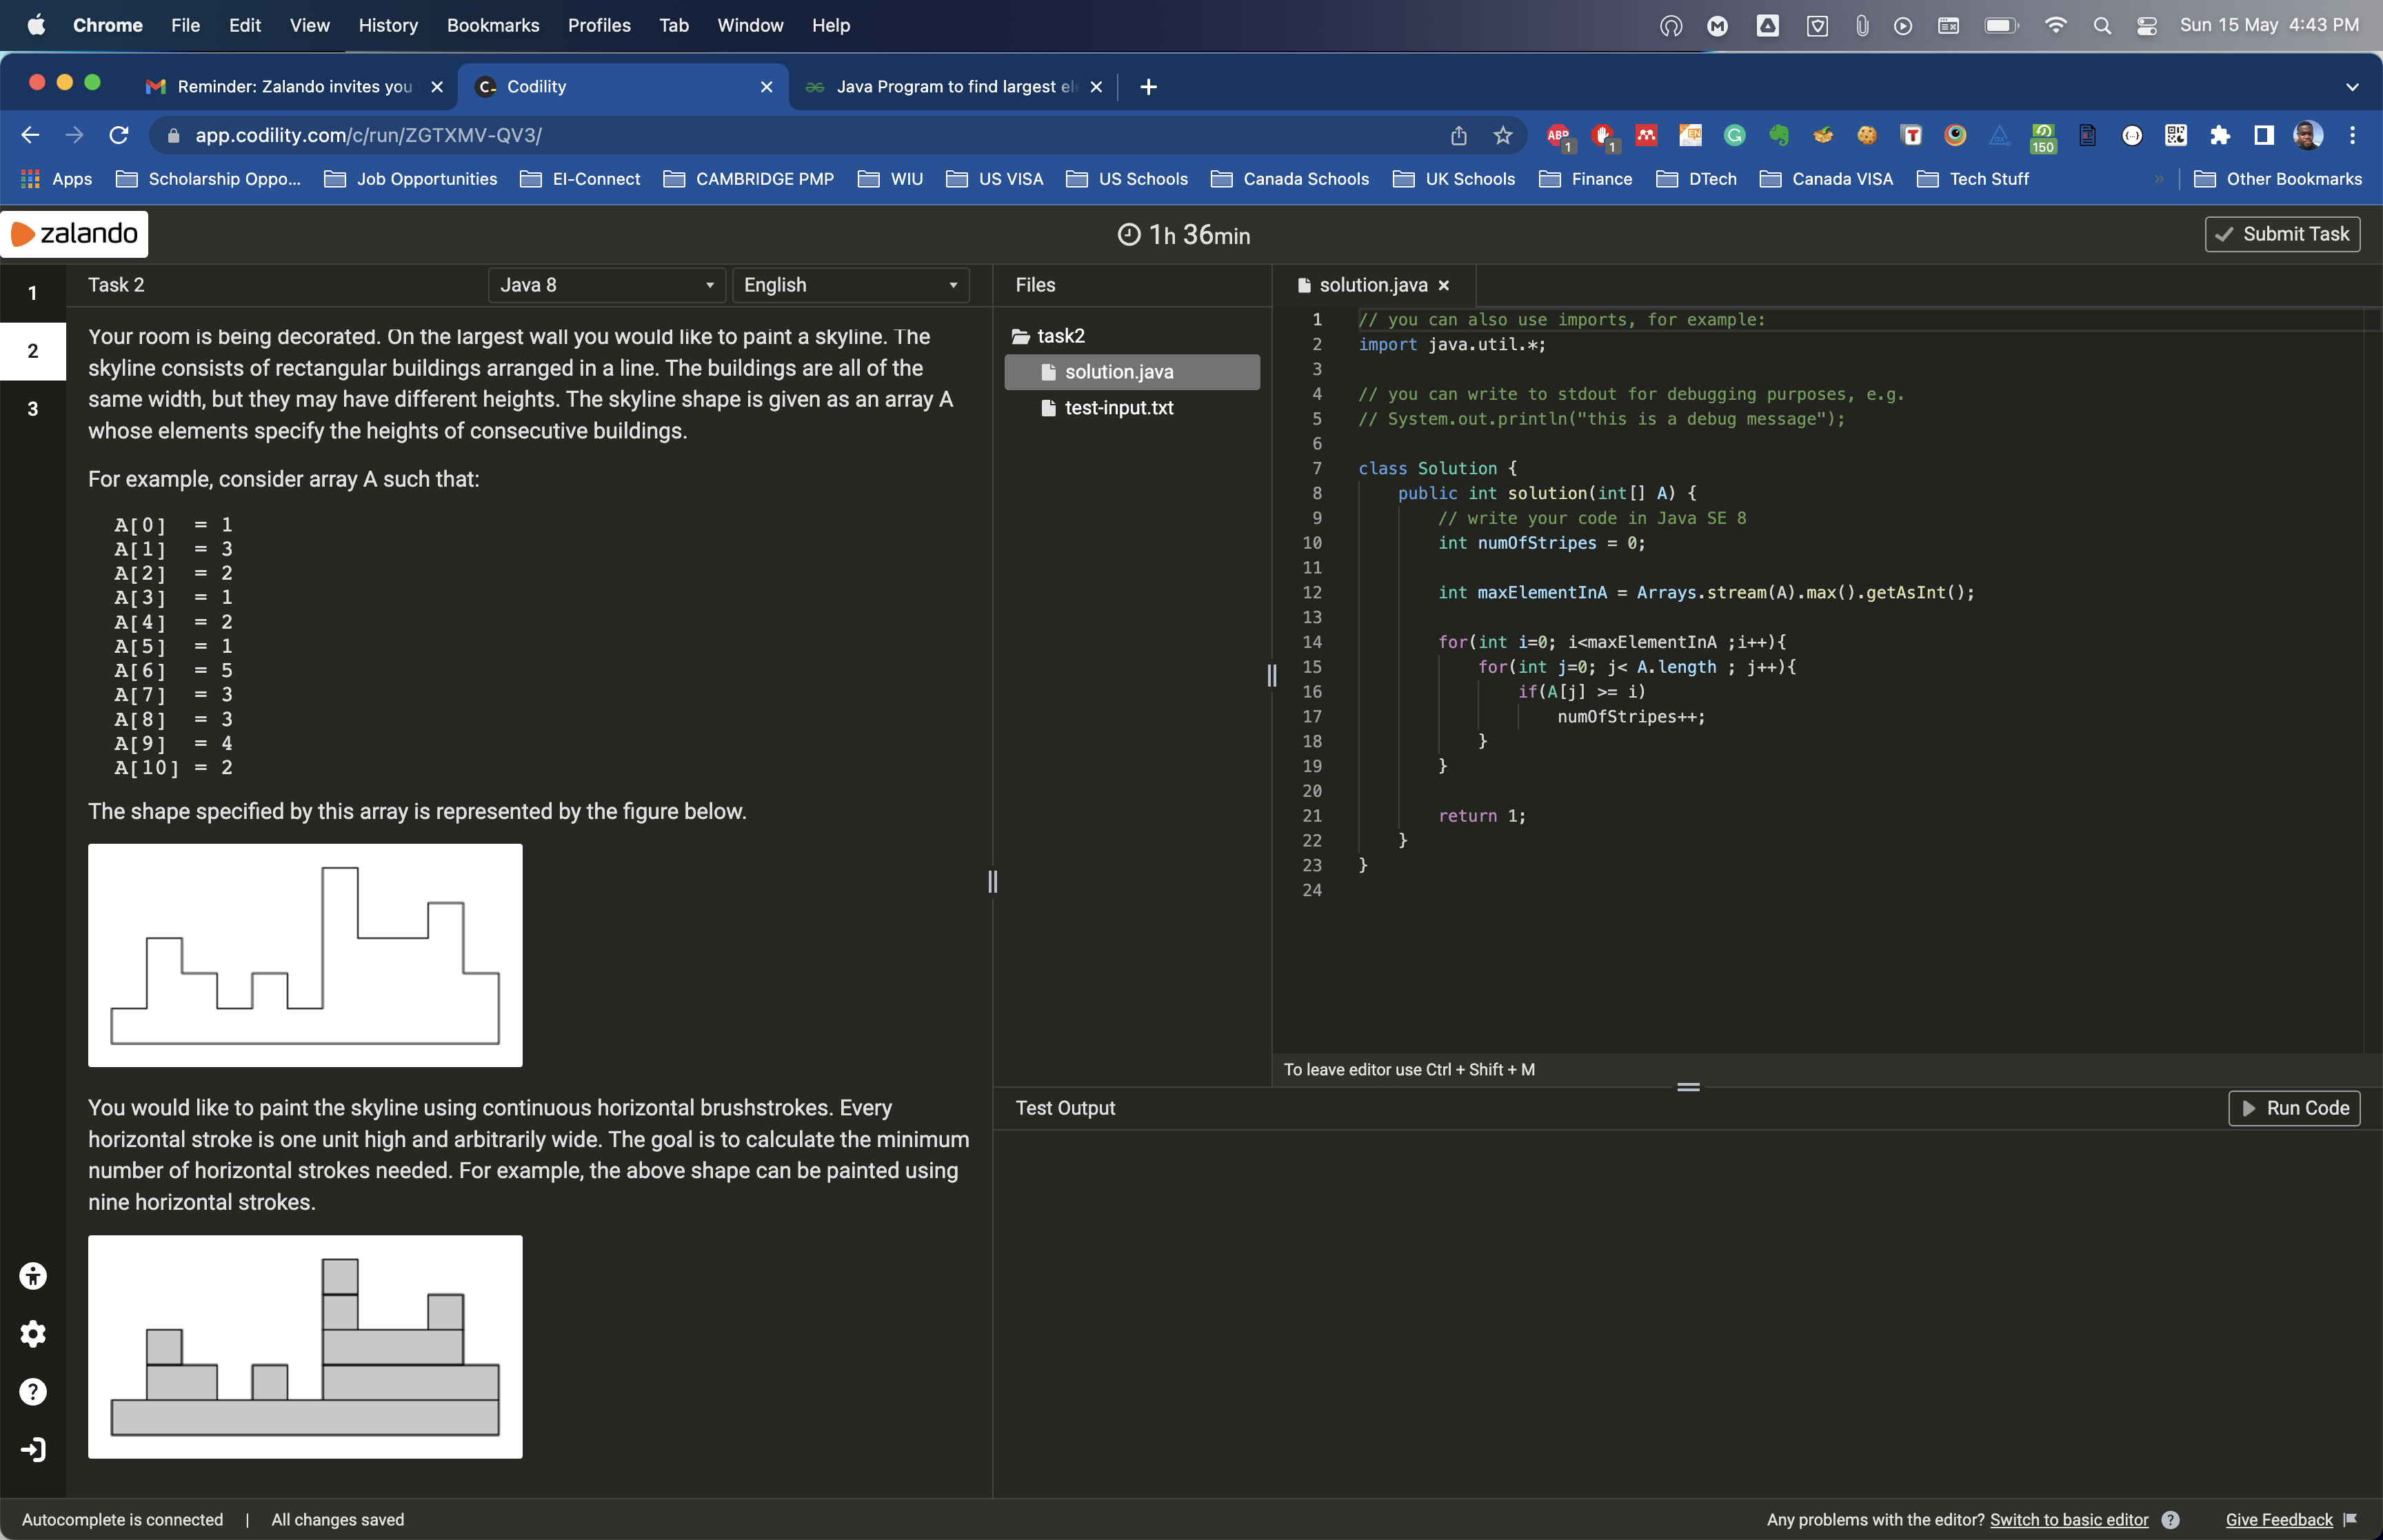 Chrome File Edit View History Bookmarks Profiles Tab Window Help
Sun 15 May 4:43 PM
Reminder: Zalando invites you
Codility
Java Program to find largest el
app.codility.com/c/run/ZGTXMV-QV3/
ABP
1
1
EN
150
Apps
Scholarship Oppo...
Job Opportunities
EI-Connect
CAMBRIDGE PMP
WIU
US VISA
US Schools
Canada Schools
UK Schools
Finance
DTech
Canada VISA
Tech Stuff
»
Other Bookmarks
zalando
1h 36min
Submit Task
1
2
3
Task 2
Java 8
English
Your room is being decorated. On the largest wall you would like to paint a skyline. The
skyline consists of rectangular buildings arranged in a line. The buildings are all of the
same width, but they may have different heights. The skyline shape is given as an array A
whose elements specify the heights of consecutive buildings.
For example, consider array A such that:
A[0] = 1
A[1] = 3
A[2] = 2
A[3] = 1
A[4] = 2
A[5] = 1
A[6] = 5
A[7] = 3
A[8] = 3
A[9] = 4
A[10] = 2
The shape specified by this array is represented by the figure below.
You would like to paint the skyline using continuous horizontal brushstrokes. Every
horizontal stroke is one unit high and arbitrarily wide. The goal is to calculate the minimum
number of horizontal strokes needed. For example, the above shape can be painted using
nine horizontal strokes.
Files
task2
solution.java
test-input.txt
solution.java
1 // you can also use imports, for example:
2 import java.util.*;
3
4 // you can write to stdout for debugging purposes, e.g.
5 // System.out.println("this is a debug message");
6
7 class Solution {
8 public int solution(int[] A) {
9 // write your code in Java SE 8
10 int numOfStripes = 0;
11
12 int maxElementInA = Arrays.stream(A).max().getAsInt();
13
14 for(int i=0; i<maxElementInA ;i++){
15 for(int j=0; j< A.length ; j++){
16 if(A[j] >= i)
17 numOfStripes++;
18 }
19 }
20
21 return 1;
22 }
23 }
24
To leave editor use Ctrl + Shift + M
Test Output
Run Code
Autocomplete is connected | All changes saved
Any problems with the editor? Switch to basic editor
Give Feedback